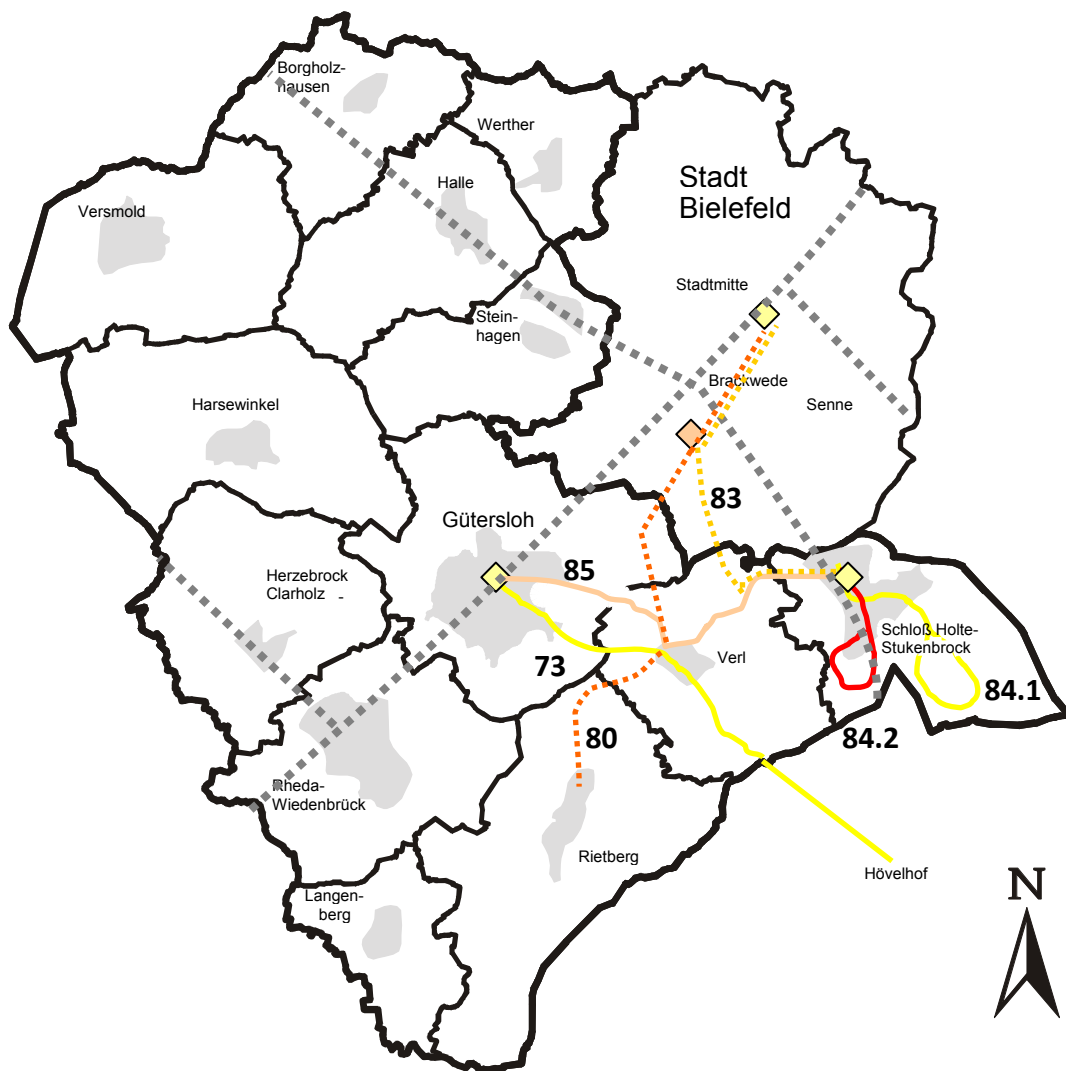 Borgholz-
hausen
Werther
Halle
Stadt
Bielefeld
Versmold
Stadtmitte
Stein-
hagen
Brackwede
Harsewinkel
Senne
83
Gütersloh
85
Herzebrock
Clarholz
-
Schloß Holte-
Stukenbrock
Verl
73
84.1
84.2
80
Rheda-
Wiedenbrück
Rietberg
Hövelhof
Langen-
berg
N